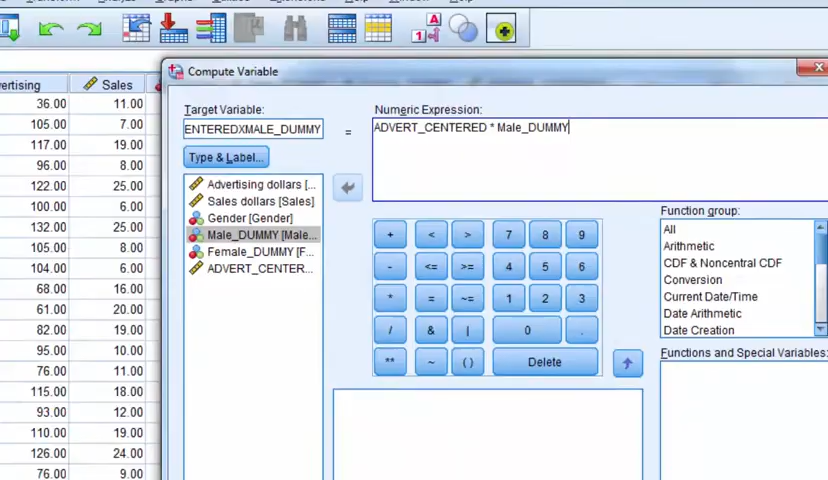 Compute Variable
ertising
Sales
36.00 11.00
105.00 7.00
117.00 19.00
96.00 8.00
122.00 25.00
68.00 6.00
132.00 25.00
105.00 8.00
104.00 6.00
68.00 16.00
61.00 20.00
82.00 19.00
95.00 10.00
76.00 11.00
115.00 18.00
93.00 12.00
110.00 19.00
126.00 24.00
76.00 9.00
Target Variable:
ENTEREDXMALE_DUMMY
=
Numeric Expression:
ADVERT_CENTERED * Male_DUMMY
Type & Label...
Advertising dollars [...
Sales dollars [Sales]
Gender [Gender]
Male_DUMMY [Male...
Female_DUMMY [F...
ADVERT_CENTER...
+ < > 7 8 9
- <= >= 4 5 6
* = ~= 1 2 3
/ & | 0 .
** ~ ( ) Delete
Function group:
All
Arithmetic
CDF & Noncentral CDF
Conversion
Current Date/Time
Date Arithmetic
Date Creation
Functions and Special Variables: